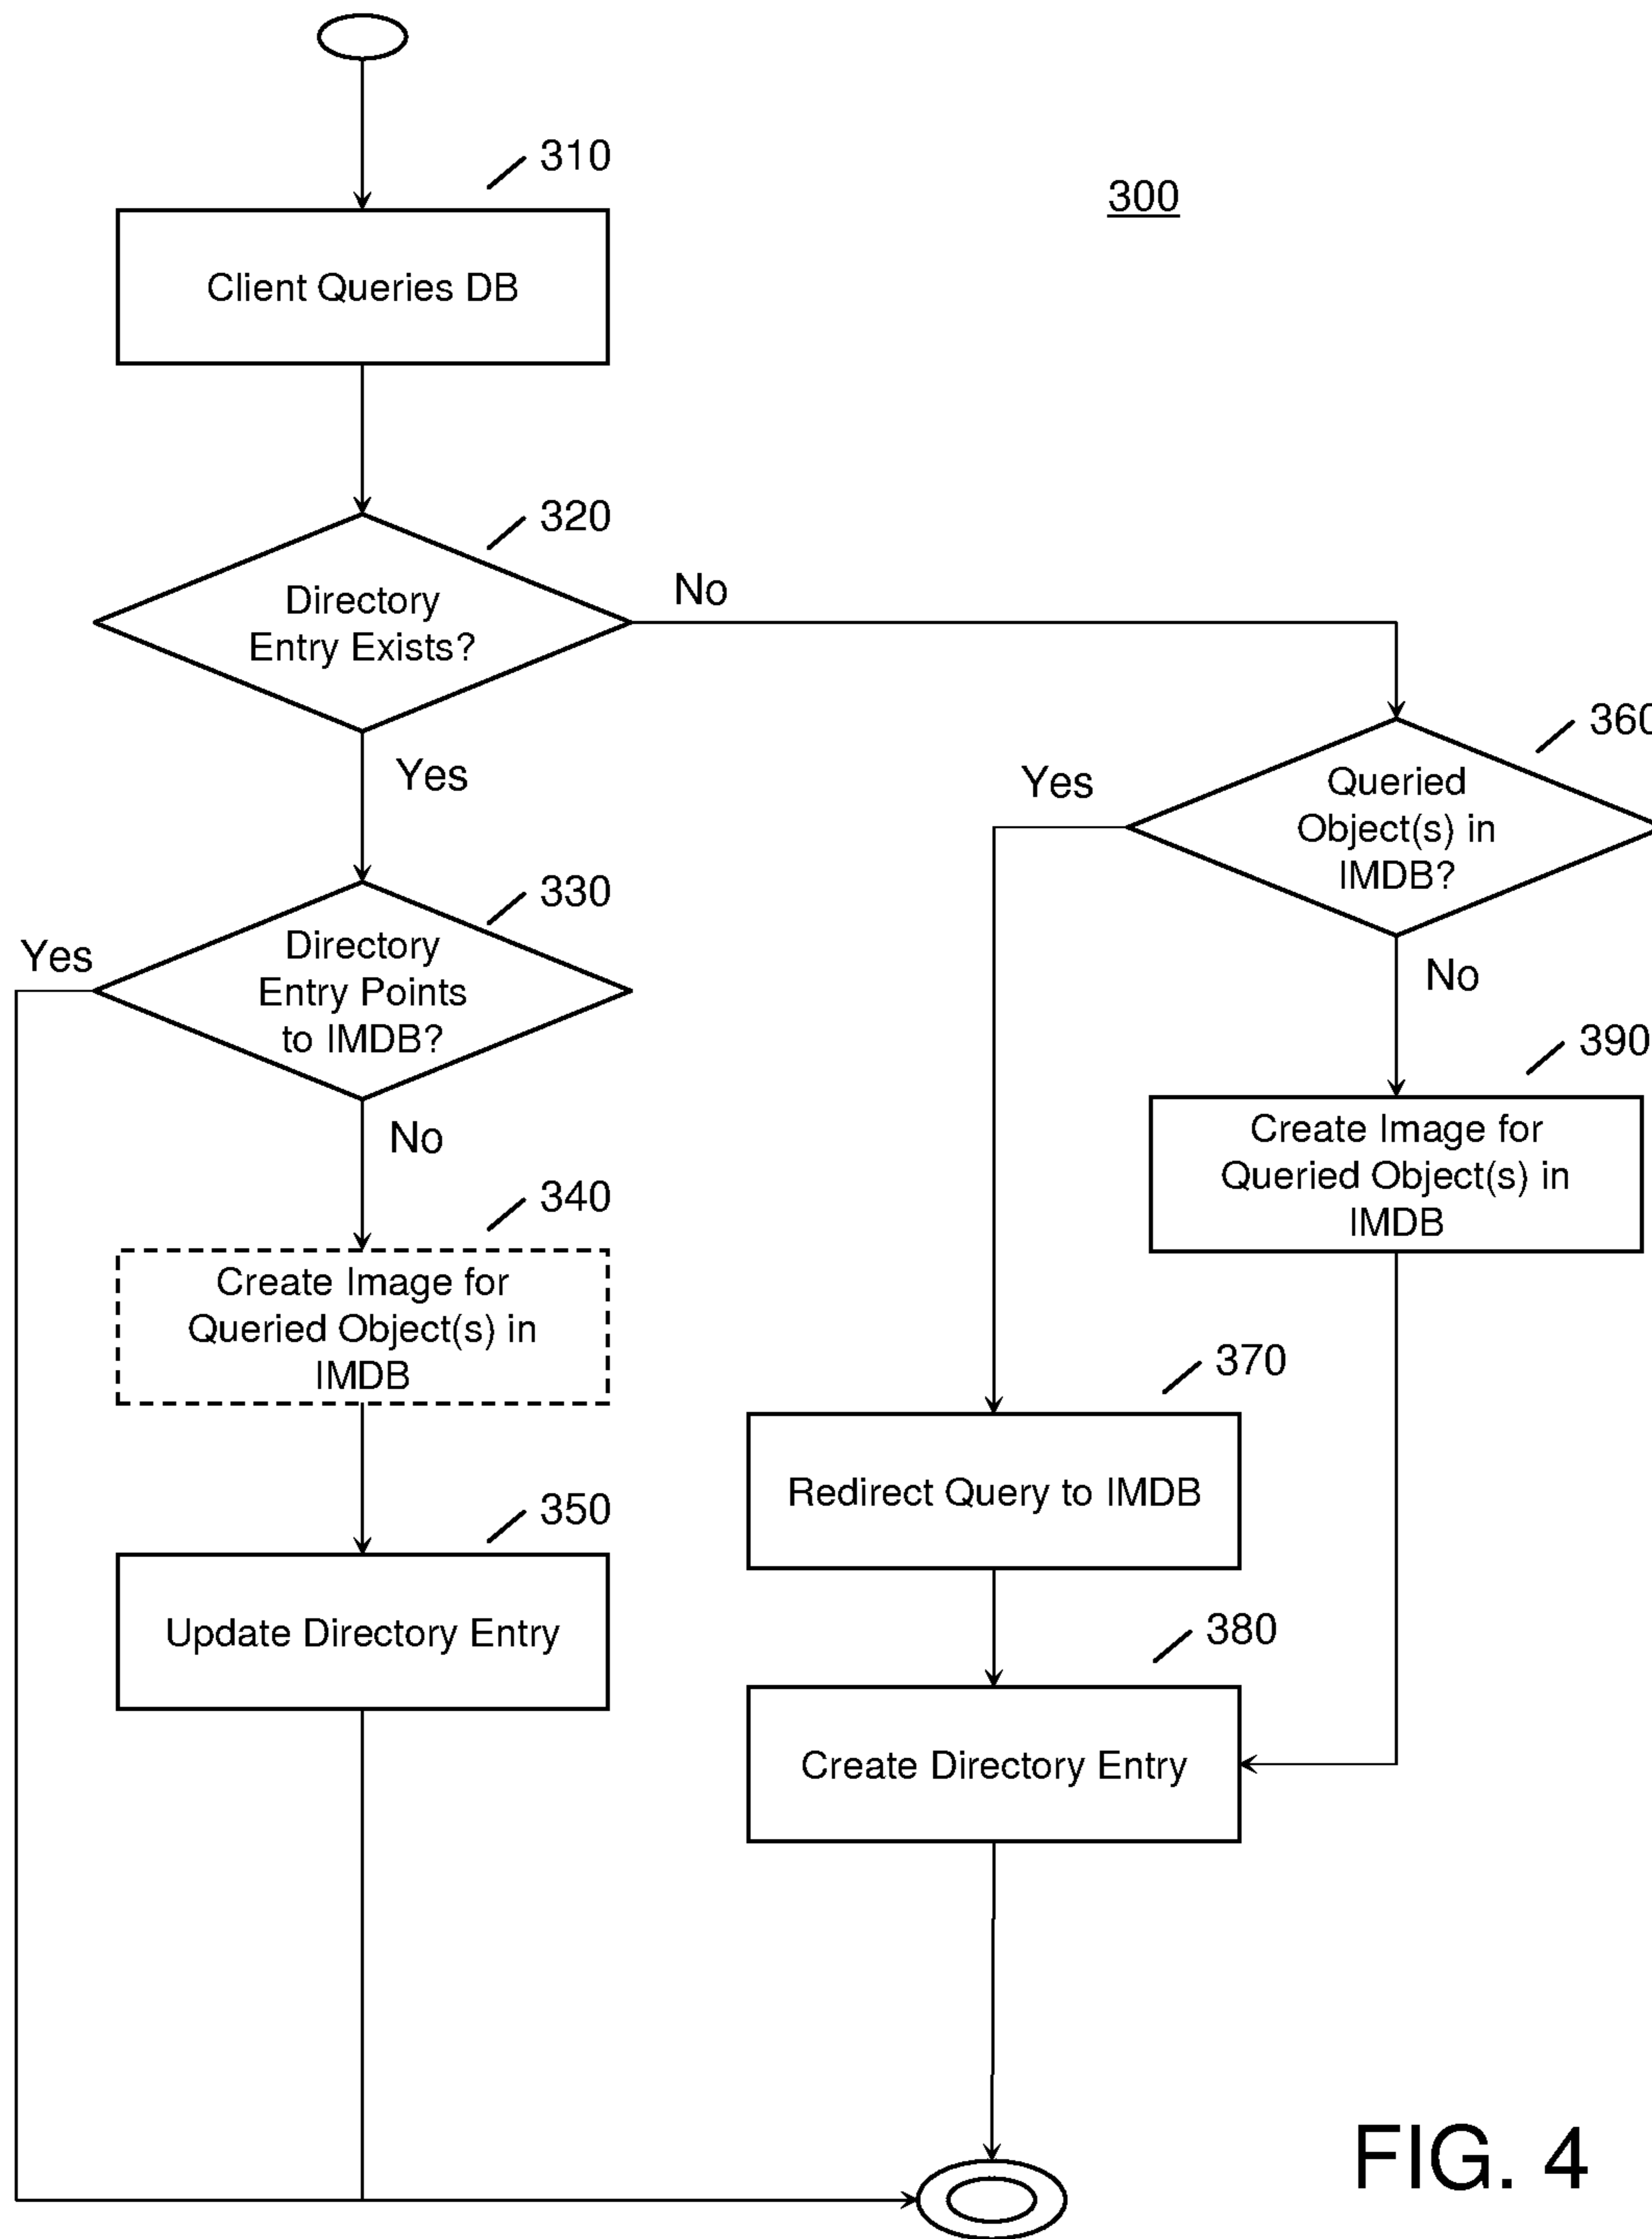 310
300
Client Queries DB
320
No
Directory
Entry Exists?
Yes
360
Yes
Queried
Object(s) in
IMDB?
No
330
Yes
Directory
Entry Points
to IMDB?
No
390
Create Image for
Queried Object(s) in
IMDB
340
Create Image for
Queried Object(s) in
IMDB
370
Redirect Query to IMDB
350
Update Directory Entry
380
Create Directory Entry
FIG. 4